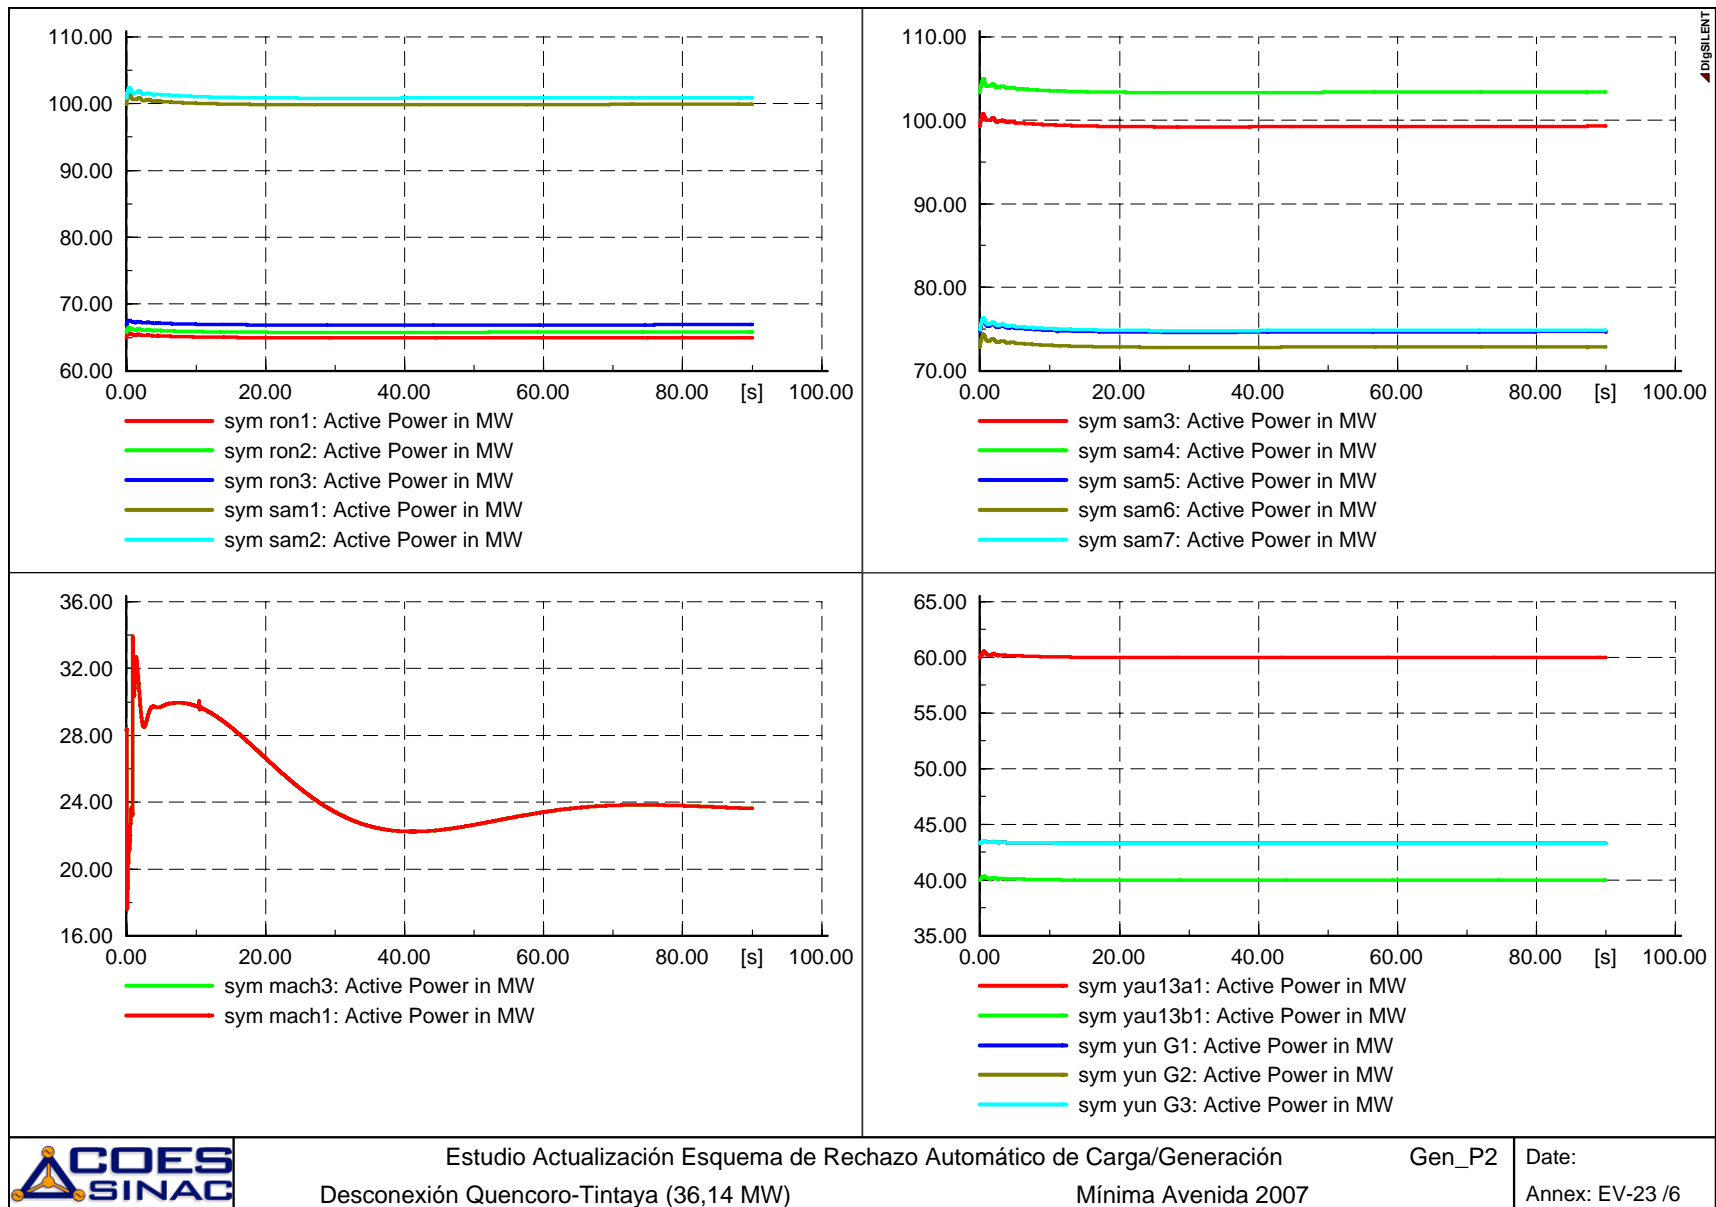 110.00
100.00
90.00
80.00
70.00
60.00
0.00 20.00 40.00 60.00 80.00 [s] 100.00
sym ron1: Active Power in MW
sym ron2: Active Power in MW
sym ron3: Active Power in MW
sym sam1: Active Power in MW
sym sam2: Active Power in MW
110.00
100.00
90.00
80.00
70.00
0.00 20.00 40.00 60.00 80.00 [s] 100.00
sym sam3: Active Power in MW
sym sam4: Active Power in MW
sym sam5: Active Power in MW
sym sam6: Active Power in MW
sym sam7: Active Power in MW
DIgSILENT
36.00
32.00
28.00
24.00
20.00
16.00
0.00 20.00 40.00 60.00 80.00 [s] 100.00
sym mach3: Active Power in MW
sym mach1: Active Power in MW
65.00
60.00
55.00
50.00
45.00
40.00
35.00
0.00 20.00 40.00 60.00 80.00 [s] 100.00
sym yau13a1: Active Power in MW
sym yau13b1: Active Power in MW
sym yun G1: Active Power in MW
sym yun G2: Active Power in MW
sym yun G3: Active Power in MW
COES
SINAC
Estudio Actualización Esquema de Rechazo Automático de Carga/Generación Gen_P2
Desconexión Quencoro-Tintaya (36,14 MW) Mínima Avenida 2007
Date:
Annex: EV-23 /6